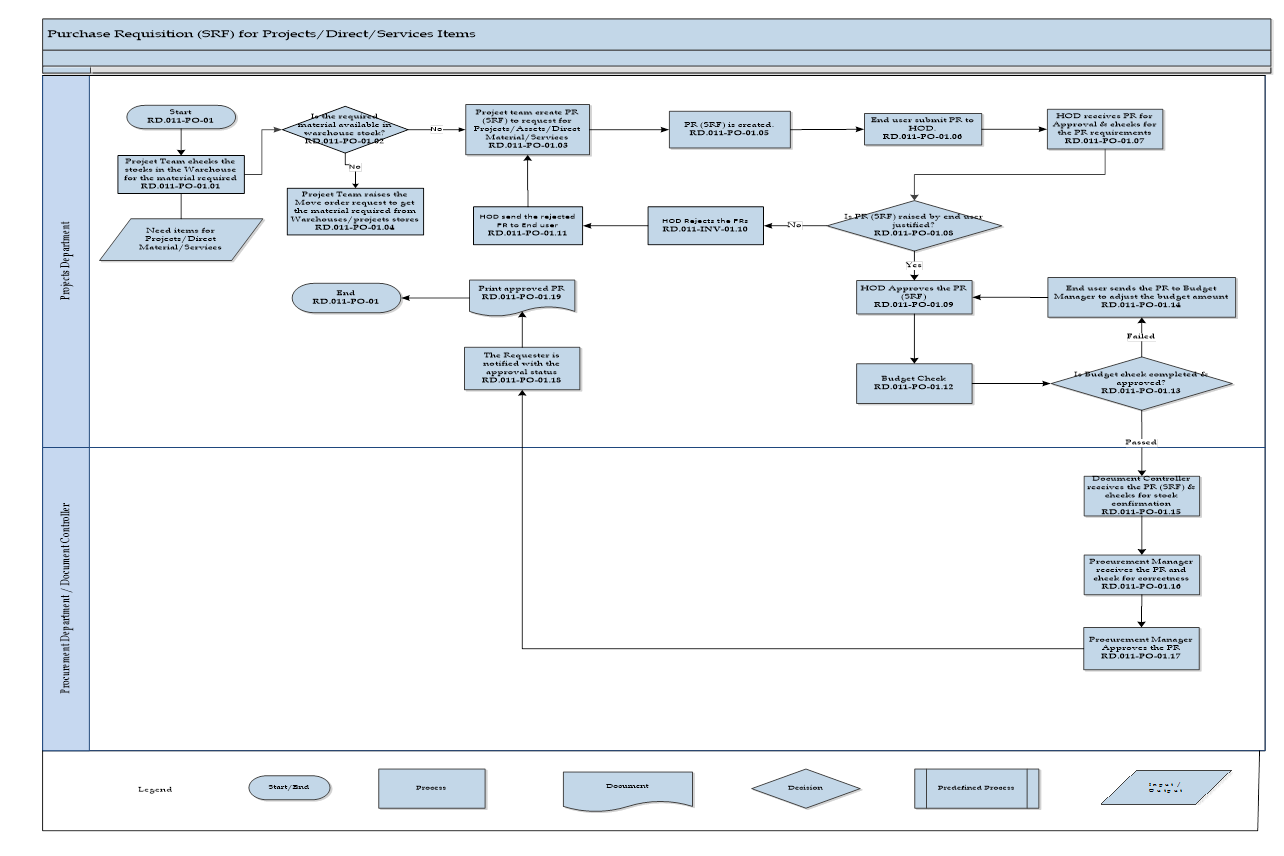 Purchase Requisition (SRF) for Projects/Direct/Services Items
Projects Department
Start
RD.011-PO-01
Project Team checks the
stocks in the Warehouse
for the material required
RD.011-PO-01.01
Need items for
Projects/Direct
Material/Services
Is the required
material available in
warehouse stock?
RD.011-PO-01.02
No
No
Project Team raises the
Move order request to get
the material required from
Warehouses/projects stores
RD.011-PO-01.04
Project team create PR
(SRF) to request for
Projects/Assets/Direct
Material/Services
RD.011-PO-01.03
PR (SRF) is created.
RD.011-PO-01.05
End user submit PR to
HOD.
RD.011-PO-01.06
HOD receives PR for
Approval & checks for
the PR requirements
RD.011-PO-01.07
Is PR (SRF) raised by end user
justified?
RD.011-PO-01.08
No
HOD Rejects the PRs
RD.011-INV-01.10
HOD send the rejected
PR to End user
RD.011-PO-01.11
Yes
HOD Approves the PR
(SRF)
RD.011-PO-01.09
End user sends the PR to Budget
Manager to adjust the budget amount
RD.011-PO-01.14
Failed
Budget Check
RD.011-PO-01.12
Is Budget check completed &
approved?
RD.011-PO-01.13
Passed
End
RD.011-PO-01
Print approved PR
RD.011-PO-01.19
The Requester is
notified with the
approval status
RD.011-PO-01.18
Procurement Department / Document Controller
Document Controller
receives the PR (SRF) &
checks for stock
confirmation
RD.011-PO-01.15
Procurement Manager
receives the PR and
check for correctness
RD.011-PO-01.16
Procurement Manager
Approves the PR
RD.011-PO-01.17
Legend
Start/End
Process
Document
Decision
Predefined Process
Input/
Output